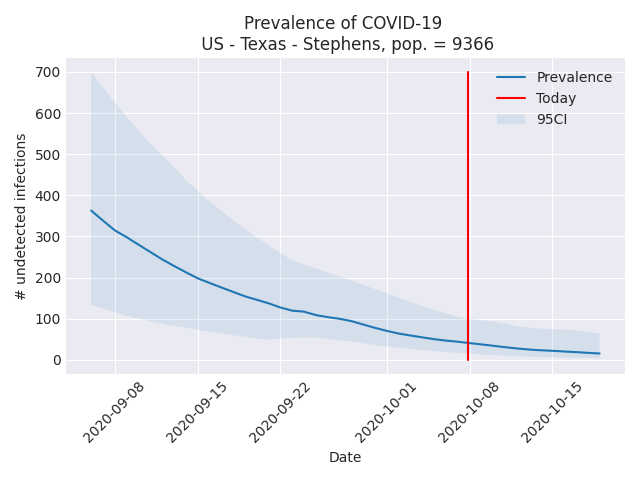 Prevalence of COVID-19
US - Texas - Stephens, pop. = 9366
Prevalence
Today
95CI
# undetected infections
700
600
500
400
300
200
100
0
2020-09-08
2020-09-15
2020-09-22
2020-10-01
2020-10-08
2020-10-15
Date